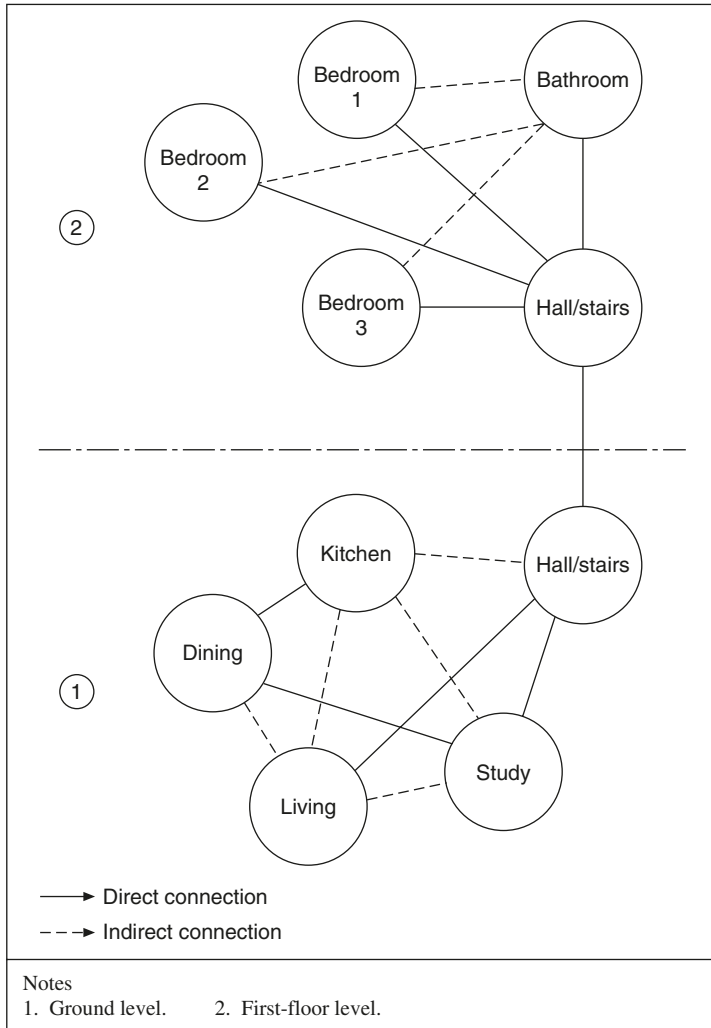 Bedroom
1
Bathroom
Bedroom
2
2
Bedroom
3
Hall/stairs
Kitchen
Hall/stairs
Dining
1
Study
Living
Direct connection
Indirect connection
Notes
1. Ground level. 2. First-floor level.